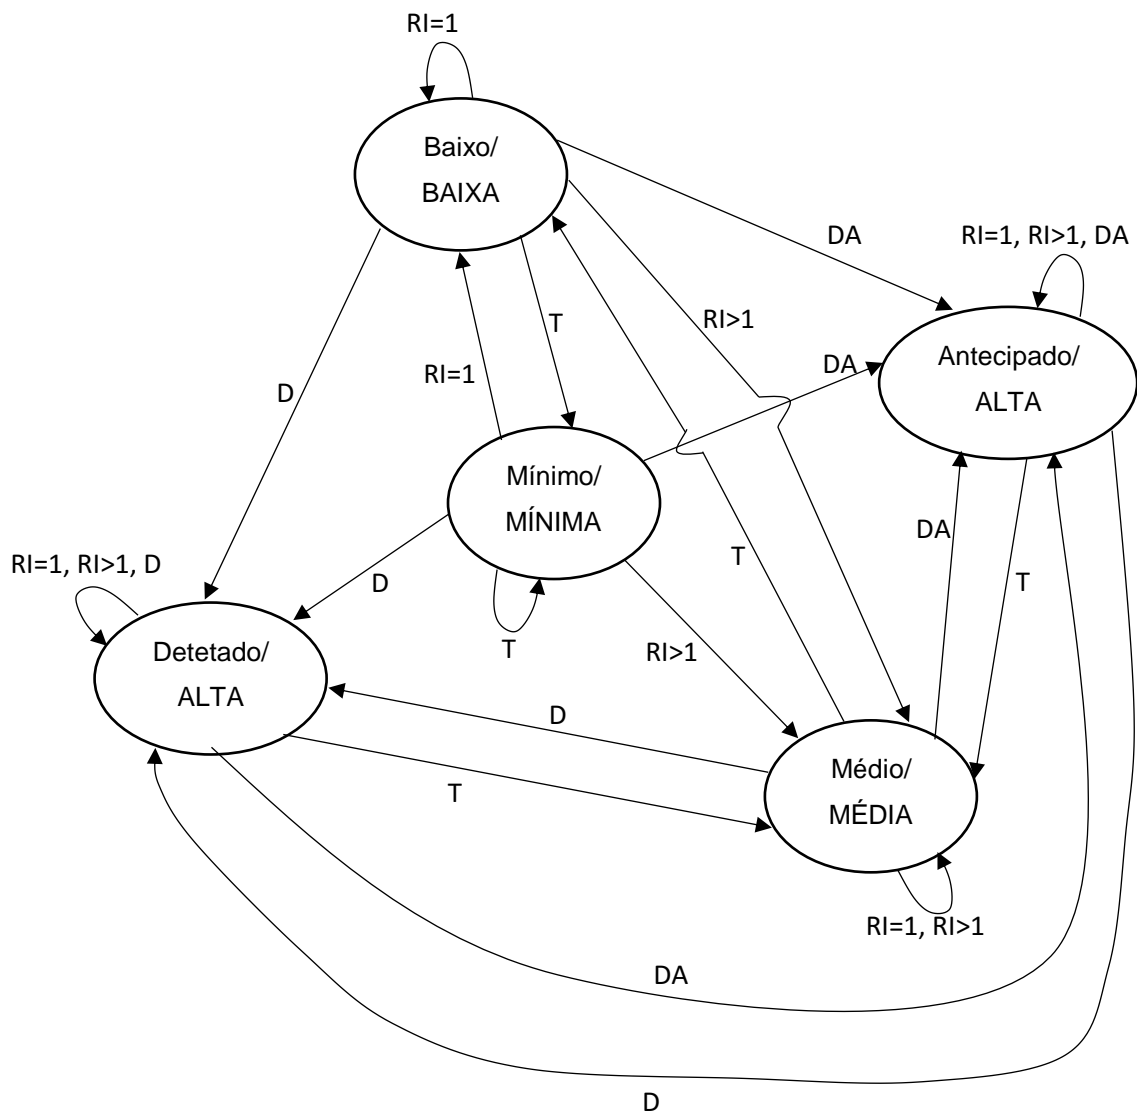 RI=1
Baixo/
BAIXA
DA
RI=1, RI>1, DA
RI>1
T
Antecipado/
ALTA
DA
RI=1
D
Mínimo/
MÍNIMA
DA
T
RI=1, RI>1, D
D
T
T
RI>1
Detetado/
ALTA
D
Médio/
MÉDIA
T
RI=1, RI>1
DA
D